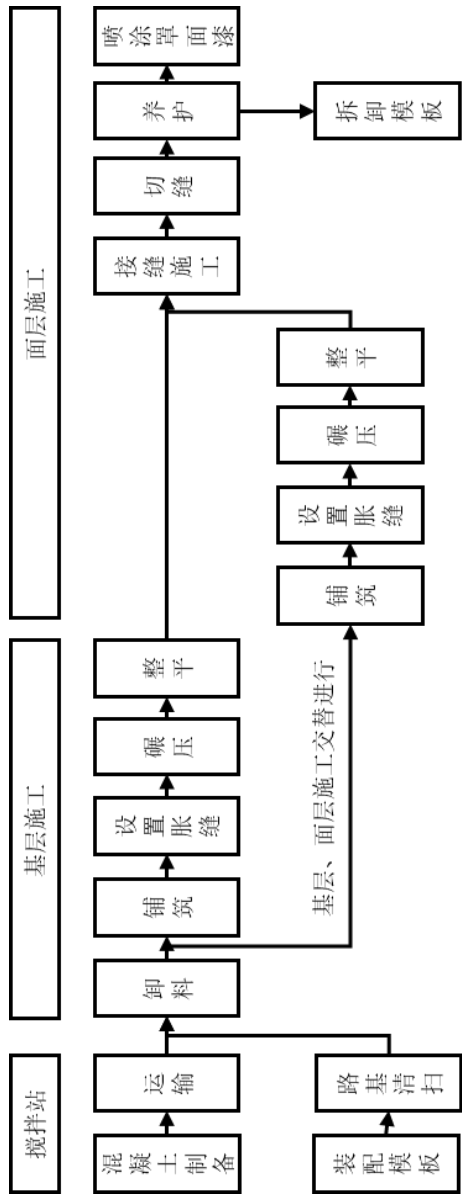 搅拌站
基层施工
面层施工
混凝土制备
运输
卸料
铺筑
设置胀缝
碾压
整平
接缝施工
切缝
养护
喷涂罩面漆
装配模板
路基清扫
基层、面层施工交替进行
铺筑
设置胀缝
碾压
整平
拆卸模板